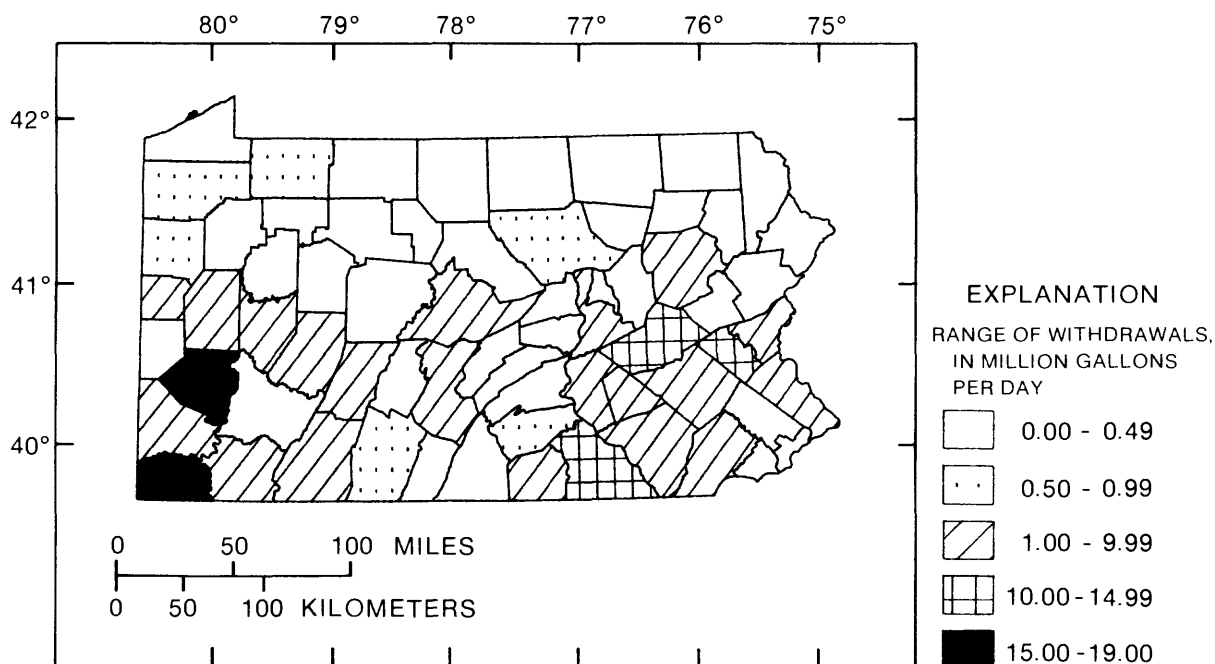 80° 79° 78° 77° 76° 75°
42°
41°
40°
0 50 100 MILES
0 50 100 KILOMETERS
EXPLANATION
RANGE OF WITHDRAWALS,
IN MILLION GALLONS
PER DAY
0.00 - 0.49
0.50 - 0.99
1.00 - 9.99
10.00 - 14.99
15.00 - 19.00